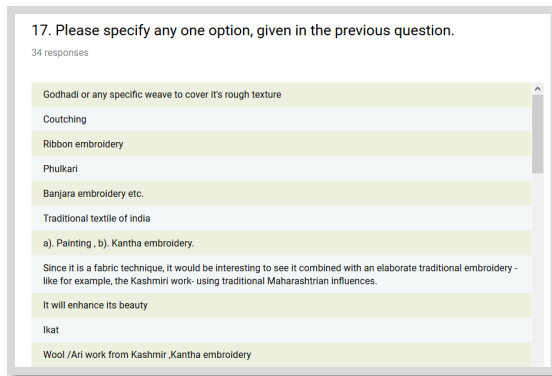 17. Please specify any one option, given in the previous question.
34 responses
Godhadi or any specific weave to cover it's rough texture
Coutching
Ribbon embroidery
Phulkari
Banjara embroidery etc.
Traditional textile of india
a). Painting , b). Kantha embroidery.
Since it is a fabric technique, it would be interesting to see it combined with an elaborate traditional embroidery -
like for example, the Kashmiri work- using traditional Maharashtrian influences.
It will enhance its beauty
Ikat
Wool /Ari work from Kashmir ,Kantha embroidery